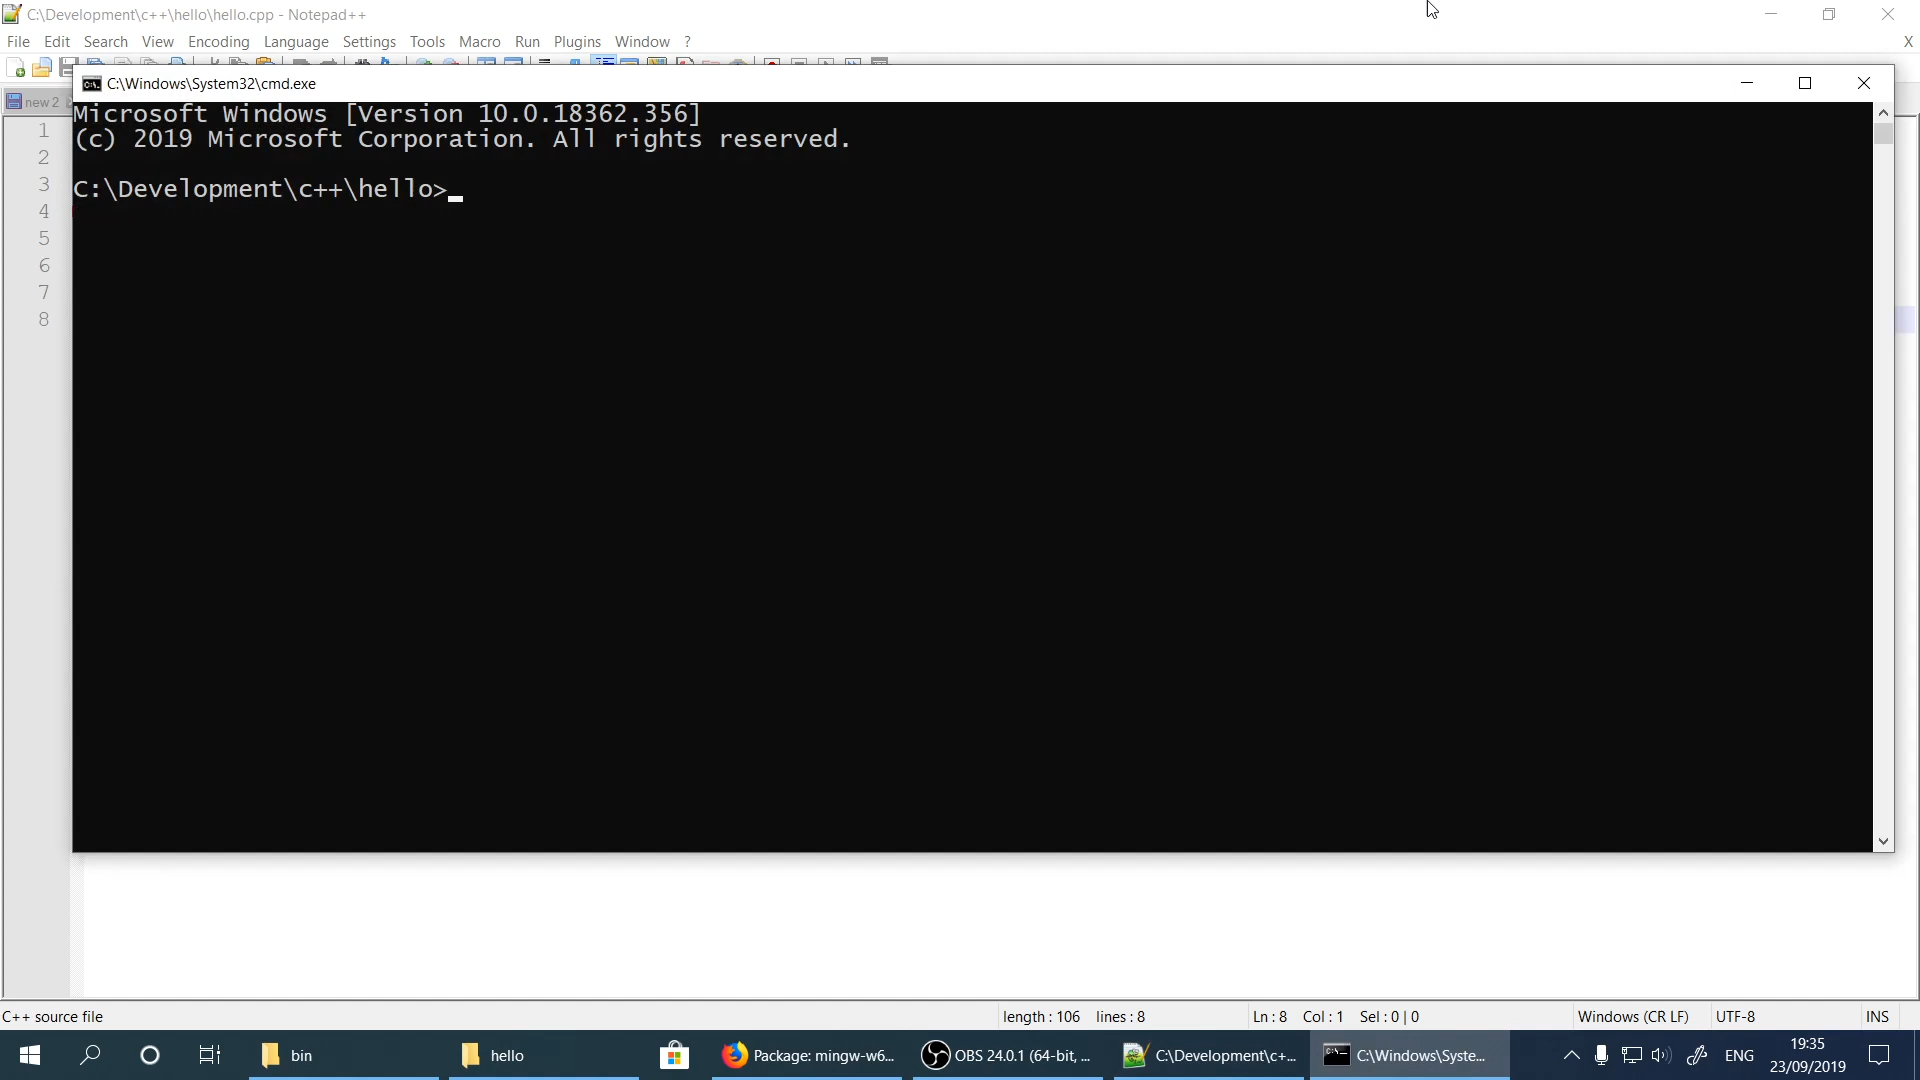 C:\Development\c++\hello\hello.cpp - Notepad++
File Edit Search View Encoding Language Settings Tools Macro Run Plugins Window ? X
C:\Windows\System32\cmd.exe
new 2
Microsoft Windows [Version 10.0.18362.356]
(c) 2019 Microsoft Corporation. All rights reserved.
C:\Development\c++\hello>
1
2
3
4
5
6
7
8
C++ source file length : 106 lines : 8 Ln : 8 Col : 1 Sel : 0 | 0 Windows (CR LF) UTF-8 INS
bin hello Package: mingw-w6... OBS 24.0.1 (64-bit, ... C:\Development\c+... C:\Windows\Syste... ENG 19:35
23/09/2019